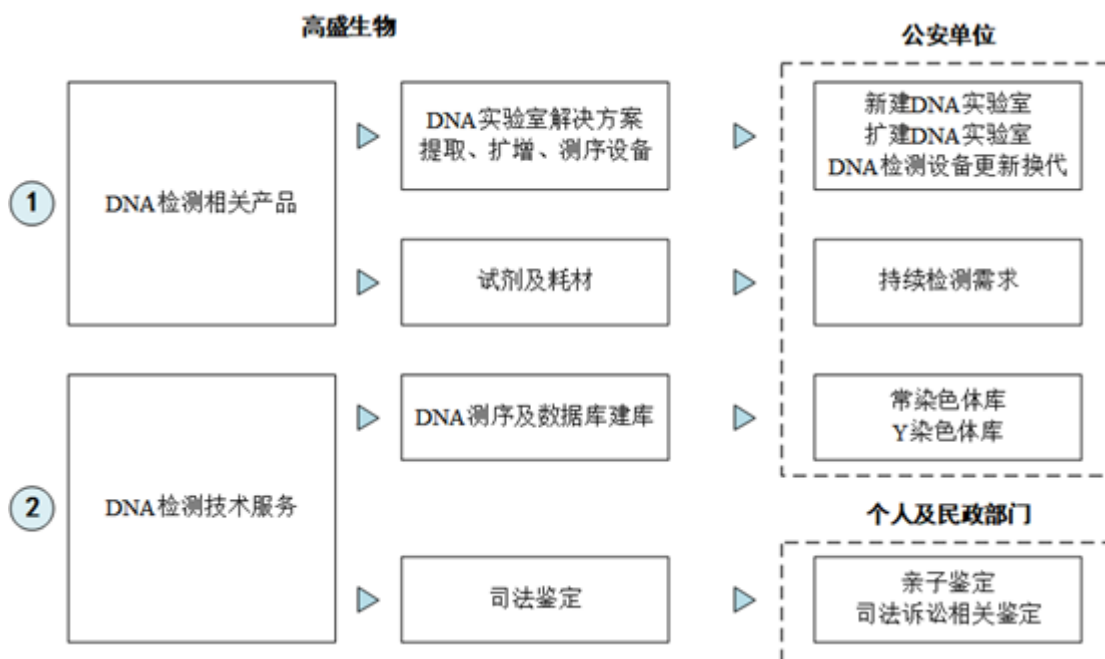 高盛生物
公安单位
1
DNA检测相关产品
DNA实验室解决方案
提取、扩增、测序设备
新建DNA实验室
扩建DNA实验室
DNA检测设备更新换代
试剂及耗材
持续检测需求
2
DNA检测技术服务
DNA测序及数据库建库
常染色体库
Y染色体库
个人及民政部门
司法鉴定
亲子鉴定
司法诉讼相关鉴定